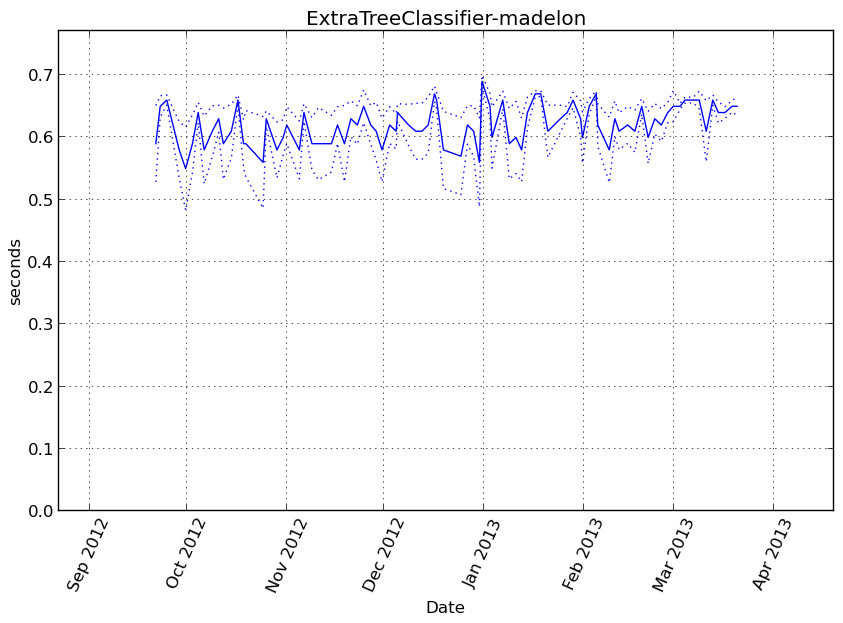 ExtraTreeClassifier-madelon
0.7
0.6
0.5
0.4
0.3
0.2
0.1
0.0
seconds
Sep 2012
Oct 2012
Nov 2012
Dec 2012
Jan 2013
Feb 2013
Mar 2013
Apr 2013
Date